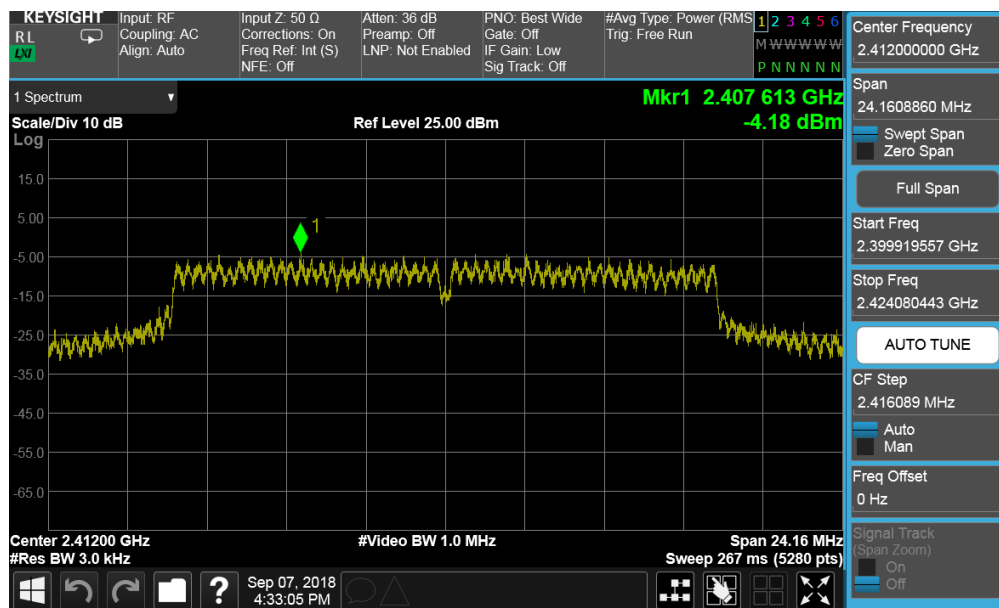 KEYSIGHT
R L
LXI
Input: RF
Coupling: AC
Align: Auto
Input Z: 50 Ω
Corrections: On
Freq Ref: Int (S)
NFE: Off
Atten: 36 dB
Preamp: Off
LNP: Not Enabled
PNO: Best Wide
Gate: Off
IF Gain: Low
Sig Track: Off
#Avg Type: Power (RMS
Trig: Free Run
1 2 3 4 5 6
M W W W W W
P N N N N N
1 Spectrum
Scale/Div 10 dB
Log
Ref Level 25.00 dBm
Mkr1 2.407 613 GHz
-4.18 dBm
15.0
5.00
-5.00
-15.0
-25.0
-35.0
-45.0
-55.0
-65.0
1
Center 2.41200 GHz
#Video BW 1.0 MHz
Span 24.16 MHz
#Res BW 3.0 kHz
Sweep 267 ms (5280 pts)
?
Sep 07, 2018
4:33:05 PM
Center Frequency
2.412000000 GHz
Span
24.1608860 MHz
Swept Span
Zero Span
Full Span
Start Freq
2.399919557 GHz
Stop Freq
2.424080443 GHz
AUTO TUNE
CF Step
2.416089 MHz
Auto
Man
Freq Offset
0 Hz
Signal Track
(Span Zoom)
On
Off